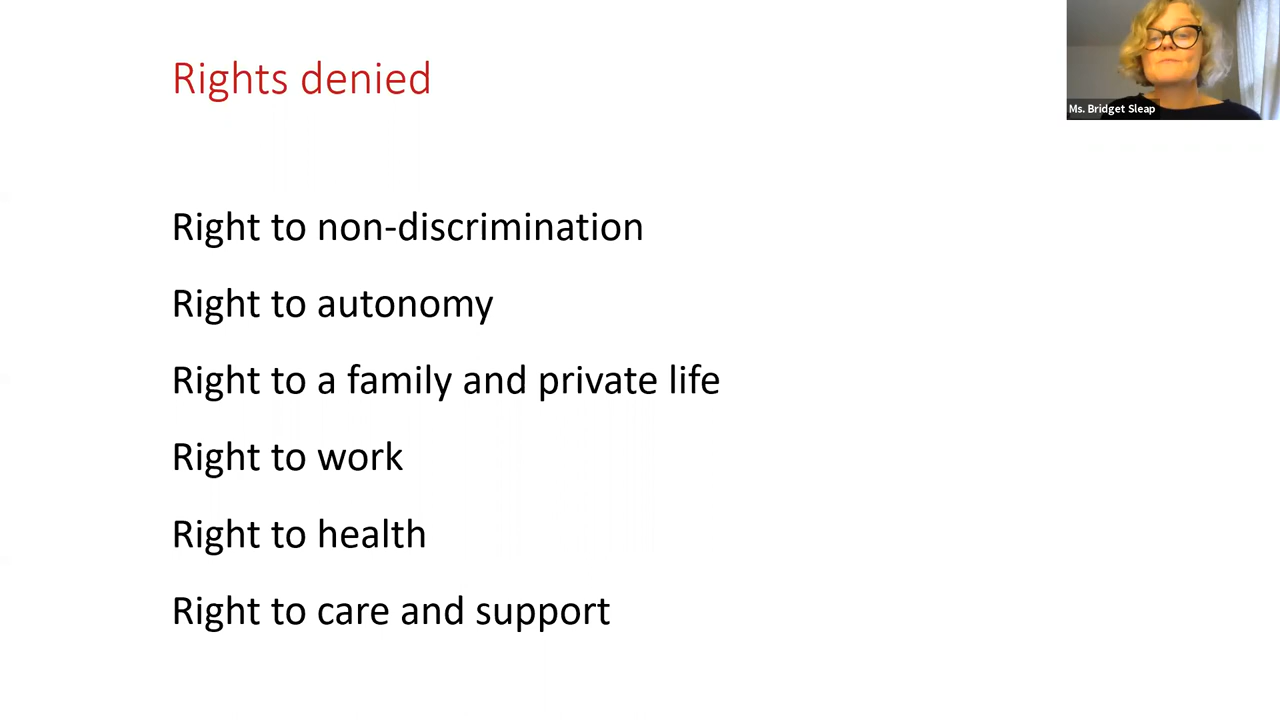 Rights denied
Ms. Bridget Sleap
Right to non-discrimination
Right to autonomy
Right to a family and private life
Right to work
Right to health
Right to care and support